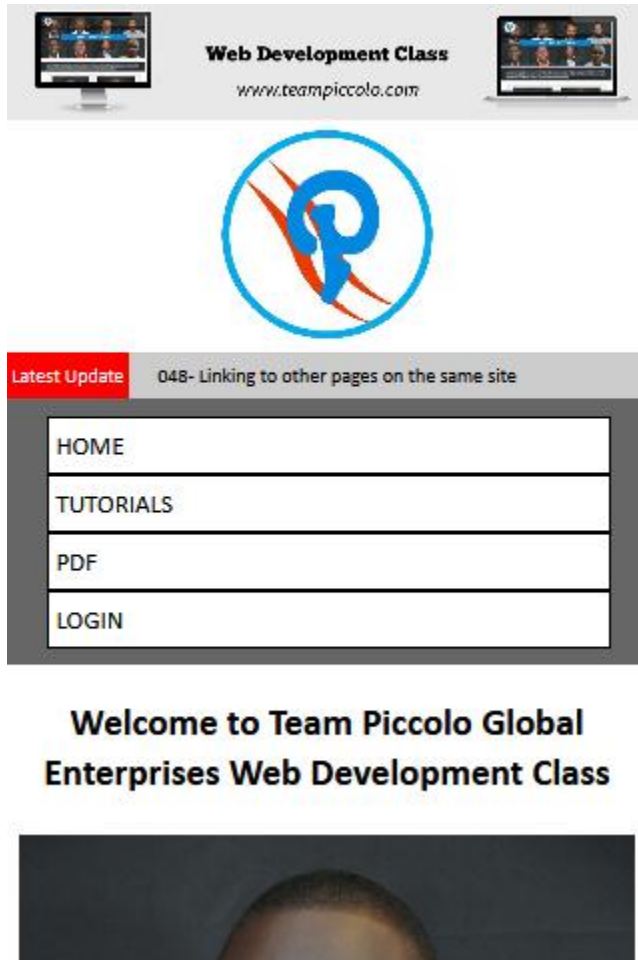 Web Development Class
www.teampiccolo.com
Latest Update 048- Linking to other pages on the same site
HOME
TUTORIALS
PDF
LOGIN
Welcome to Team Piccolo Global
Enterprises Web Development Class